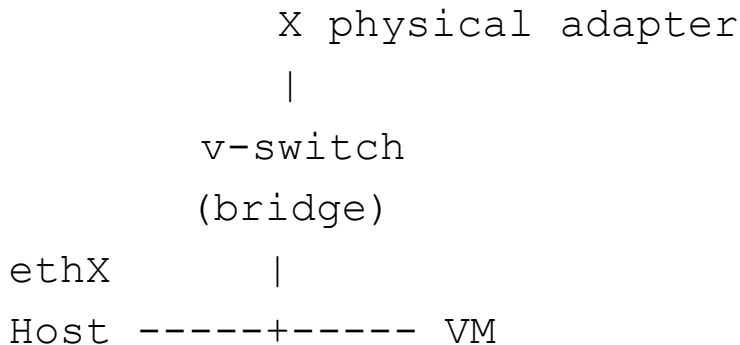 X physical adapter
|
v-switch
(bridge)
ethX |
Host -----+----- VM